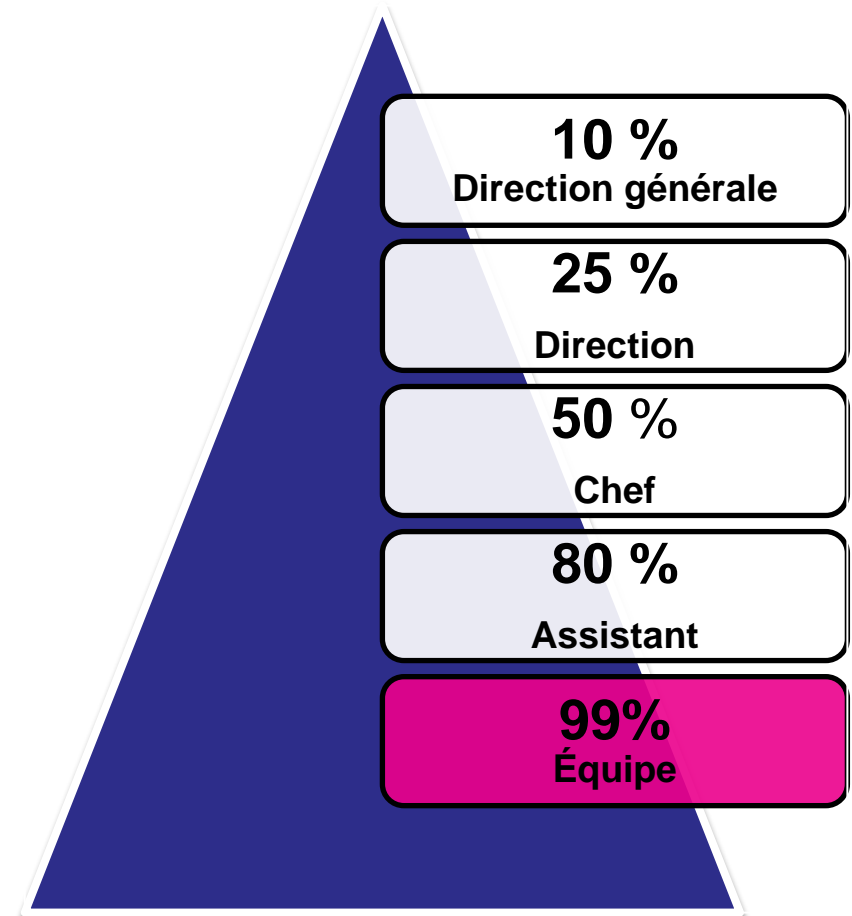 10 %
Direction générale
25 %
Direction
50 %
Chef
80 %
Assistant
99%
Équipe